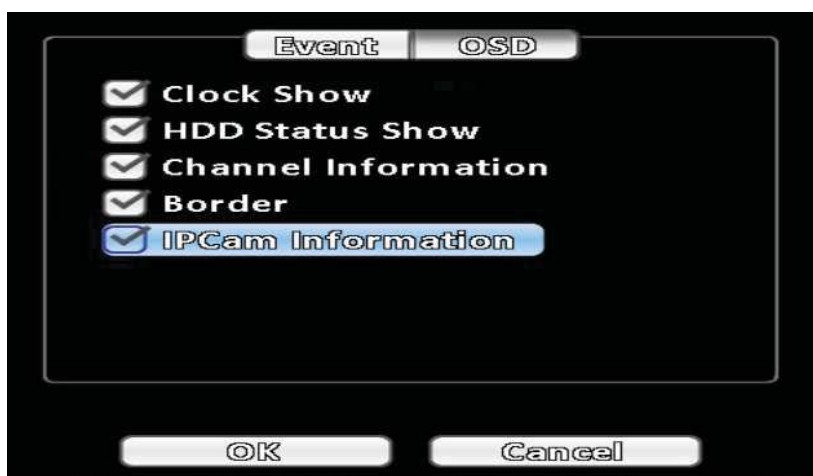 Event OSD
Clock Show
HDD Status Show
Channel Information
Border
IPCam Information
OK Cancel